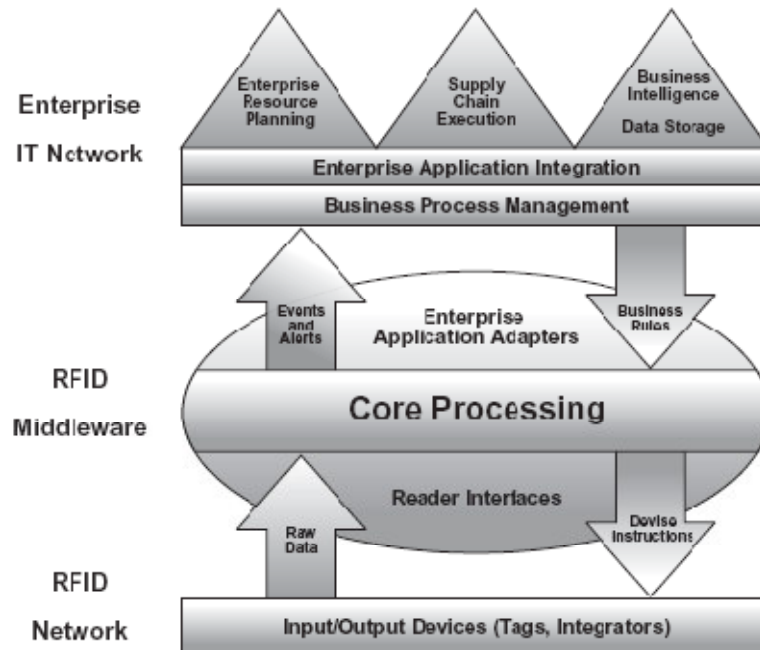 Enterprise
IT Network
Enterprise
Resource
Planning
Supply
Chain
Execution
Business
Intelligence
Data Storage
Enterprise Application Integration
Business Process Management
Events
and
Alerts
Enterprise
Application Adapters
Business
Rules
RFID
Middleware
Core Processing
Reader Interfaces
Raw
Data
Devise
Instructions
RFID
Network
Input/Output Devices (Tags, Integrators)